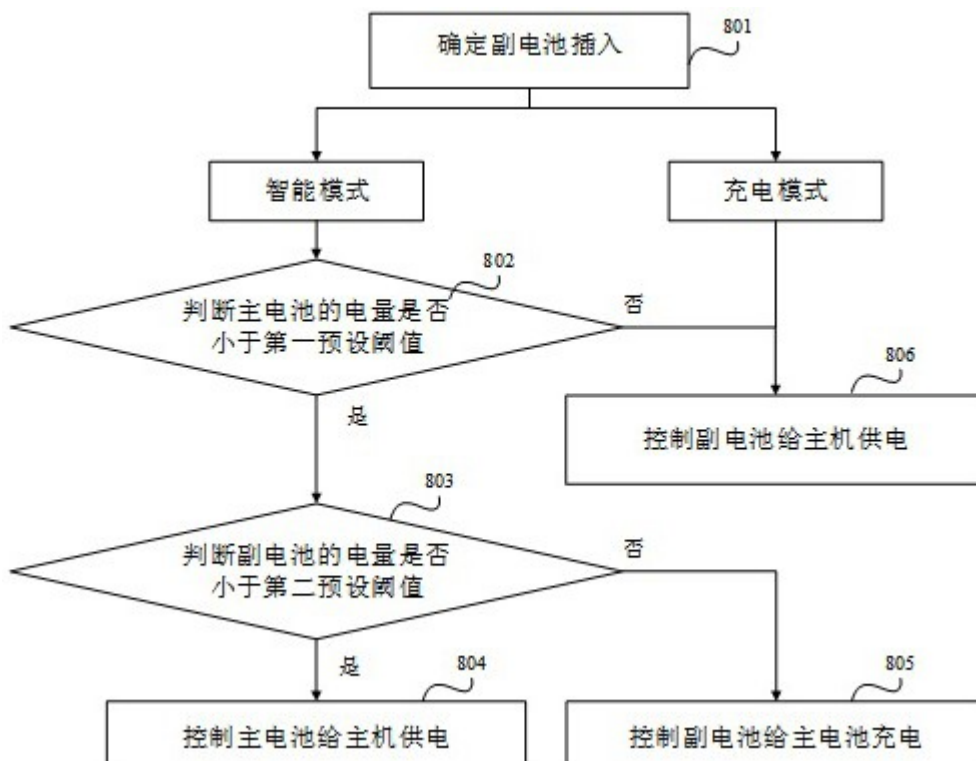 确定副电池插入
801
智能模式
充电模式
802
判断主电池的电量是否
小于第一预设阈值
否
是
806
控制副电池给主机供电
803
判断副电池的电量是否
小于第二预设阈值
否
是
804
控制主电池给主机供电
805
控制副电池给主电池充电